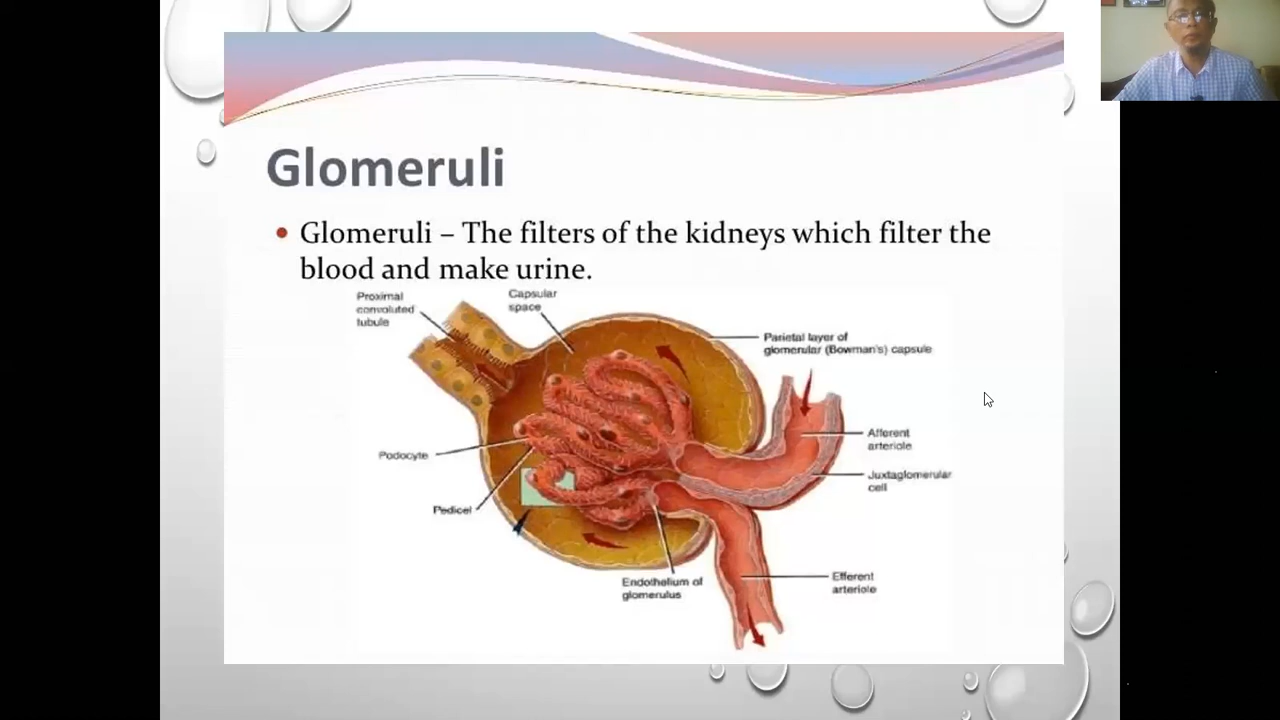 Glomeruli
• Glomeruli – The filters of the kidneys which filter the
blood and make urine.
Proximal
convoluted
tubule
Capsular
space
Parietal layer of
glomerular (Bowman's) capsule
Afferent
arteriole
Podocyte
Juxtaglomerular
cell
Pedicel
Endothelium of
glomerulus
Efferent
arteriole